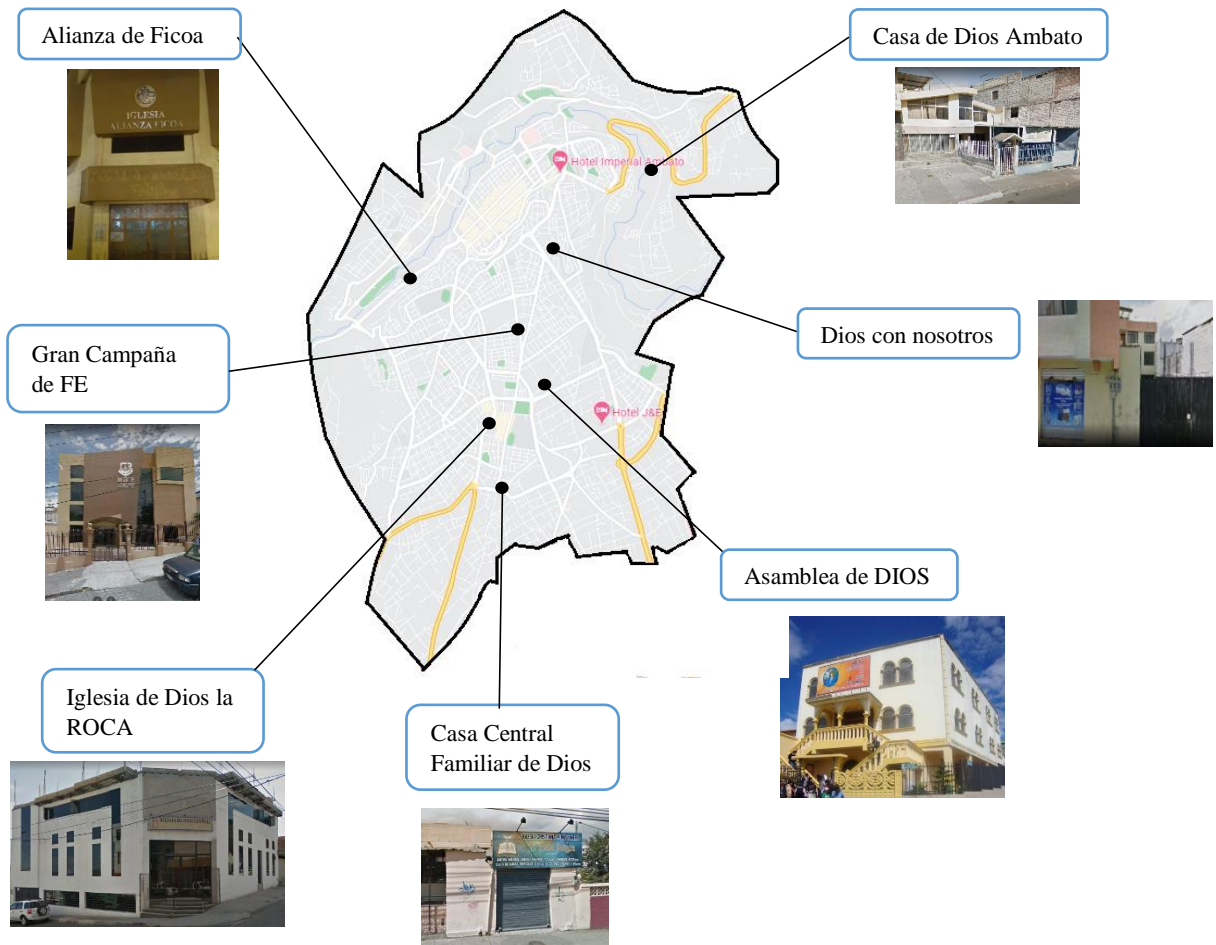 Alianza de Ficoa
Casa de Dios Ambato
IGLESIA
ALIANZA FICOA
Hotel Imperial Ambato
Dios con nosotros
Gran Campaña
de FE
Hotel J&E
Asamblea de DIOS
Iglesia de Dios la
ROCA
Casa Central
Familiar de Dios